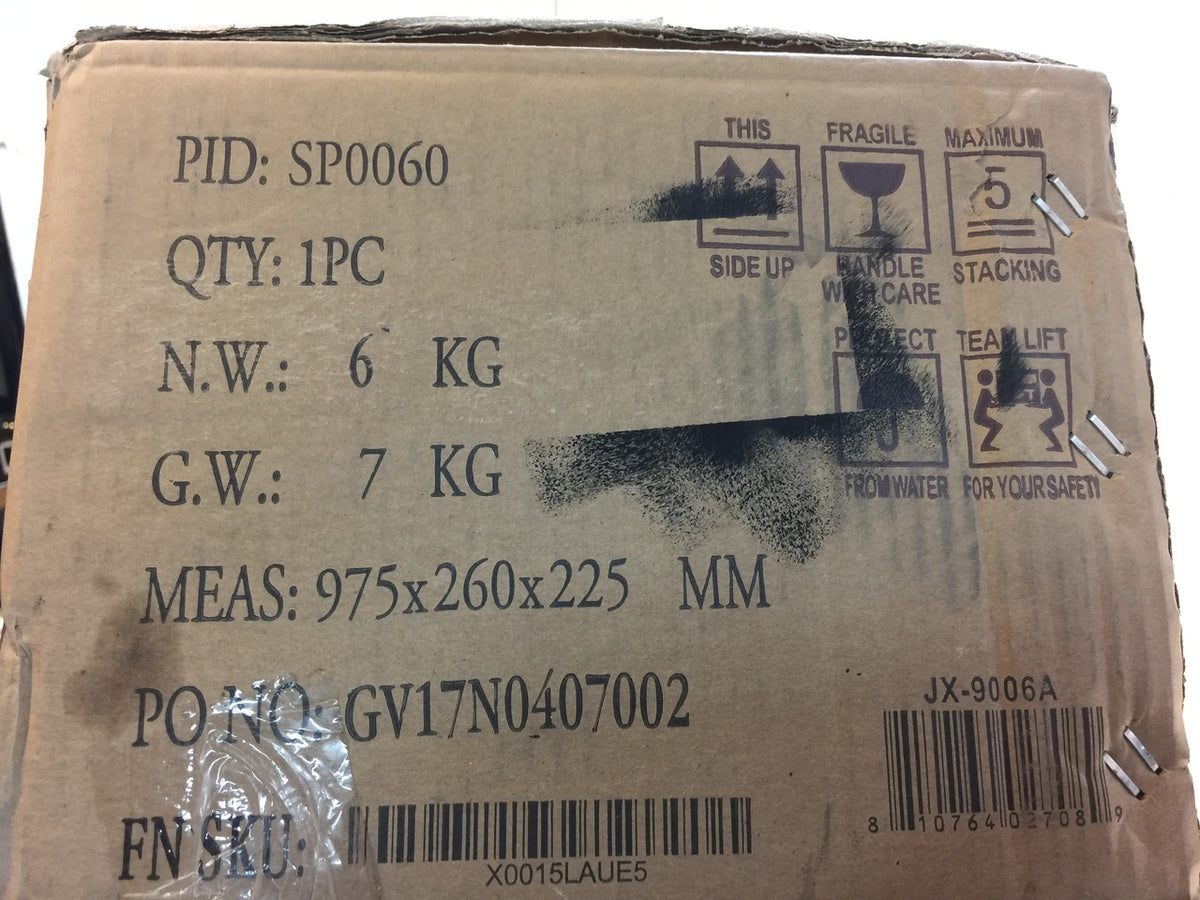 PID: SP0060
QTY: 1PC
N.W.: 6 KG
G.W.: 7 KG
MEAS: 975x260x225 MM
PO NO: GV17N0407002
FN SKU:
X0015LAUE5
THIS
SIDE UP
FRAGILE
HANDLE
WITH CARE
MAXIMUM
5
STACKING
PROTECT
FROM WATER
TEAM LIFT
FOR YOUR SAFETY
JX-9006A
8 10764 02708 9